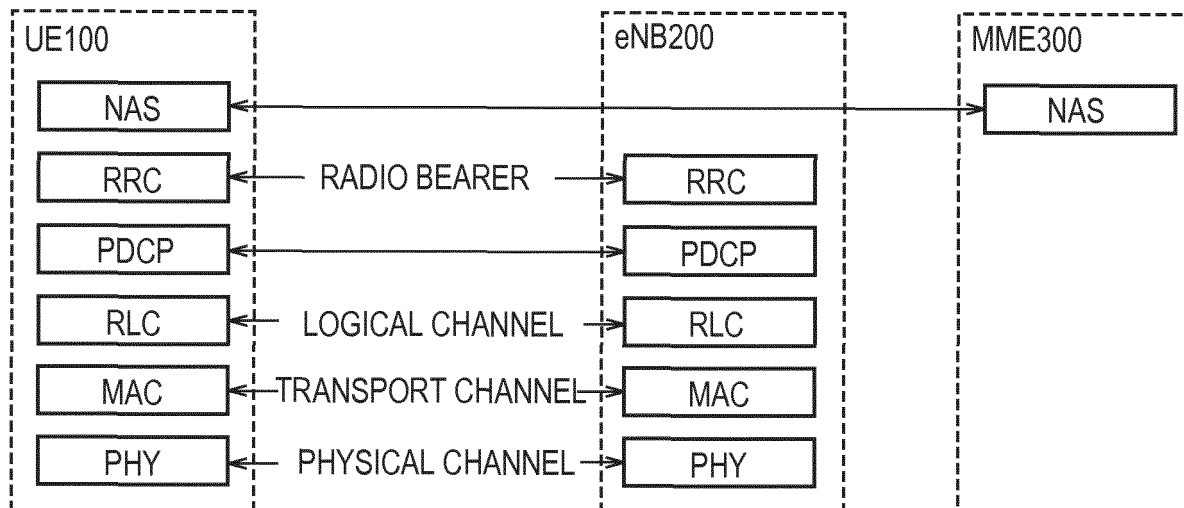 UE100
eNB200
MME300
NAS
NAS
RRC
RADIO BEARER
RRC
PDCP
PDCP
RLC
LOGICAL CHANNEL
RLC
MAC
TRANSPORT CHANNEL
MAC
PHY
PHYSICAL CHANNEL
PHY